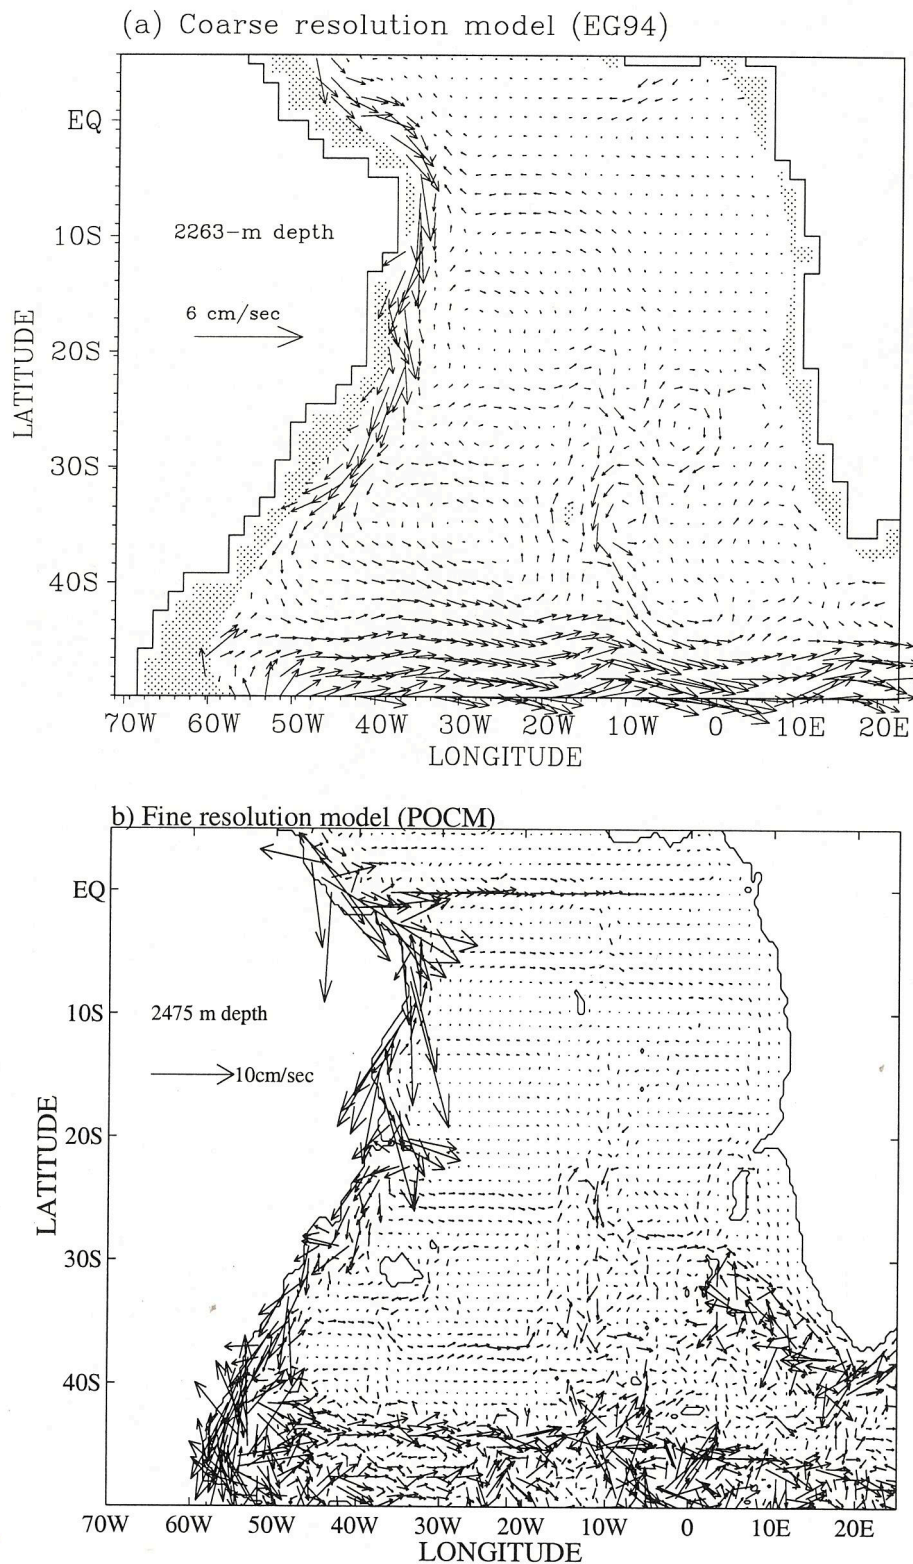 (a) Coarse resolution model (EG94)
EQ
2263-m depth
10S
6 cm/sec
20S
LATITUDE
30S
40S
70W 60W 50W 40W 30W 20W 10W 0 10E 20E
LONGITUDE
b) Fine resolution model (POCM)
EQ
10S
2475 m depth
10cm/sec
20S
LATITUDE
30S
40S
70W 60W 50W 40W 30W 20W 10W 0 10E 20E
LONGITUDE